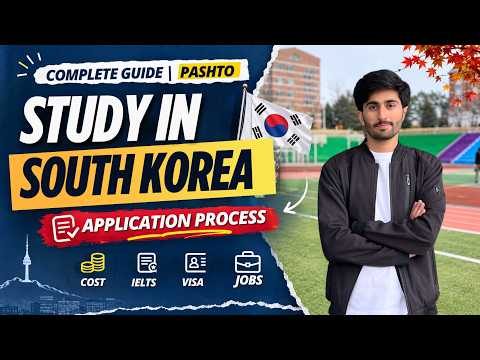 COMPLETE GUIDE | PASHTO
STUDY IN
SOUTH KOREA
APPLICATION PROCESS
COST IELTS VISA JOBS